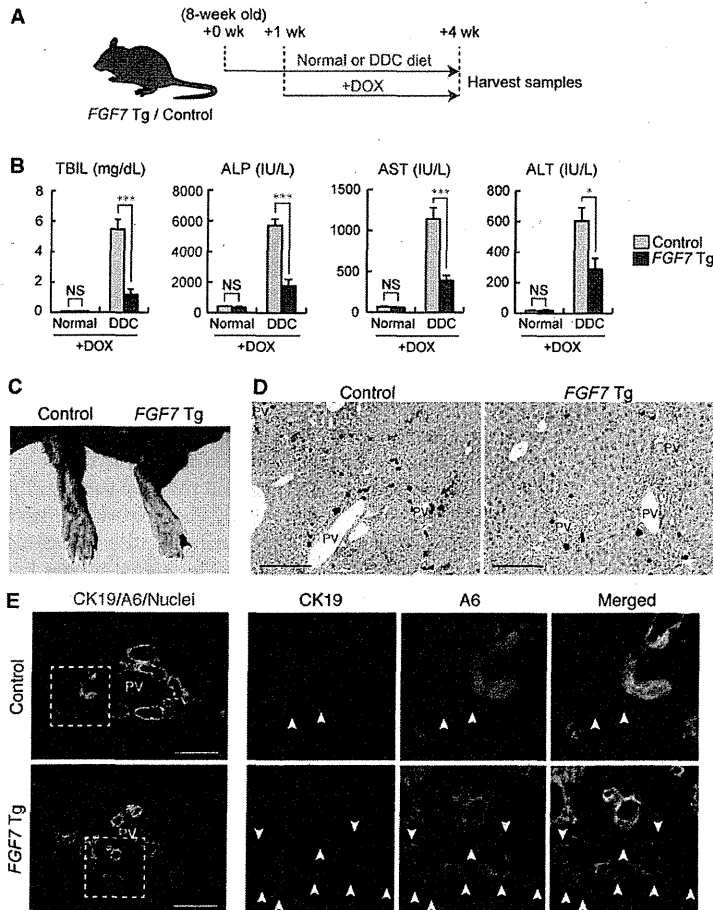 A
(8-week old)
+0 wk +1 wk +4 wk
Normal or DDC diet
+DOX
Harvest samples
FGF7 Tg / Control
B
TBIL (mg/dL) ALP (IU/L) AST (IU/L) ALT (IU/L)
8 8000 1500 800
6 6000 600
1000
4 4000 400
500
2 2000 200
0 0 0 0
*** *** *** *
NS NS NS NS
Control
FGF7 Tg
Normal DDC Normal DDC Normal DDC Normal DDC
+DOX +DOX +DOX +DOX
C
Control FGF7 Tg
D
Control FGF7 Tg
PV PV PV PV PV PV
E
CK19/A6/Nuclei CK19 A6 Merged
Control
PV
FGF7 Tg
PV